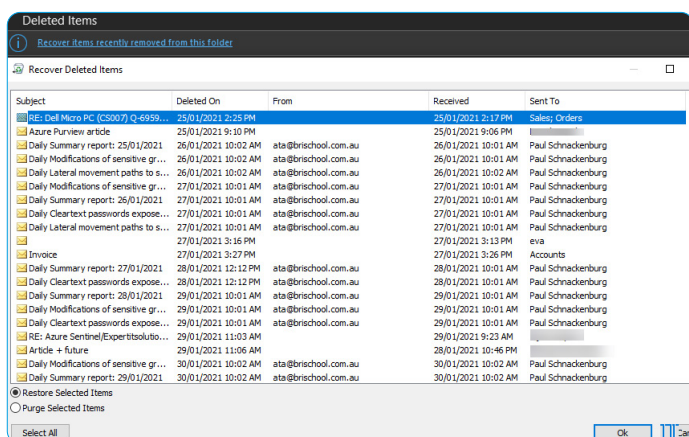 Deleted Items
Recover items recently removed from this folder
Recover Deleted Items
Subject Deleted On From Received Sent To
RE: Dell Micro PC (CS007) Q-6959... 25/01/2021 2:25 PM 25/01/2021 2:17 PM Sales; Orders
Azure Purview article 25/01/2021 9:10 PM 25/01/2021 9:06 PM
Daily Summary report: 25/01/2021 26/01/2021 10:02 AM ata@brischool.com.au 26/01/2021 10:01 AM Paul Schnackenburg
Daily Modifications of sensitive gr... 26/01/2021 10:02 AM ata@brischool.com.au 26/01/2021 10:01 AM Paul Schnackenburg
Daily Lateral movement paths to s... 26/01/2021 10:02 AM ata@brischool.com.au 26/01/2021 10:02 AM Paul Schnackenburg
Daily Modifications of sensitive gr... 27/01/2021 10:01 AM ata@brischool.com.au 27/01/2021 10:01 AM Paul Schnackenburg
Daily Summary report: 26/01/2021 27/01/2021 10:01 AM ata@brischool.com.au 27/01/2021 10:01 AM Paul Schnackenburg
Daily Cleartext passwords expose... 27/01/2021 10:01 AM ata@brischool.com.au 27/01/2021 10:01 AM Paul Schnackenburg
Daily Lateral movement paths to s... 27/01/2021 10:01 AM ata@brischool.com.au 27/01/2021 10:01 AM Paul Schnackenburg
27/01/2021 3:16 PM 27/01/2021 3:13 PM eva
Invoice 27/01/2021 3:27 PM 27/01/2021 3:26 PM Accounts
Daily Summary report: 27/01/2021 28/01/2021 12:12 PM ata@brischool.com.au 28/01/2021 10:01 AM Paul Schnackenburg
Daily Cleartext passwords expose... 28/01/2021 12:12 PM ata@brischool.com.au 28/01/2021 10:01 AM Paul Schnackenburg
Daily Summary report: 28/01/2021 29/01/2021 10:01 AM ata@brischool.com.au 29/01/2021 10:01 AM Paul Schnackenburg
Daily Modifications of sensitive gr... 29/01/2021 10:01 AM ata@brischool.com.au 29/01/2021 10:01 AM Paul Schnackenburg
Daily Cleartext passwords expose... 29/01/2021 10:01 AM ata@brischool.com.au 29/01/2021 10:01 AM Paul Schnackenburg
RE: Azure Sentinel/Expertitsolutio... 29/01/2021 11:03 AM 29/01/2021 9:23 AM
Article + future 29/01/2021 11:06 AM 28/01/2021 10:46 PM
Daily Modifications of sensitive gr... 30/01/2021 10:02 AM ata@brischool.com.au 30/01/2021 10:02 AM Paul Schnackenburg
Daily Summary report: 29/01/2021 30/01/2021 10:02 AM ata@brischool.com.au 30/01/2021 10:02 AM Paul Schnackenburg
Restore Selected Items
Purge Selected Items
Select All Ok